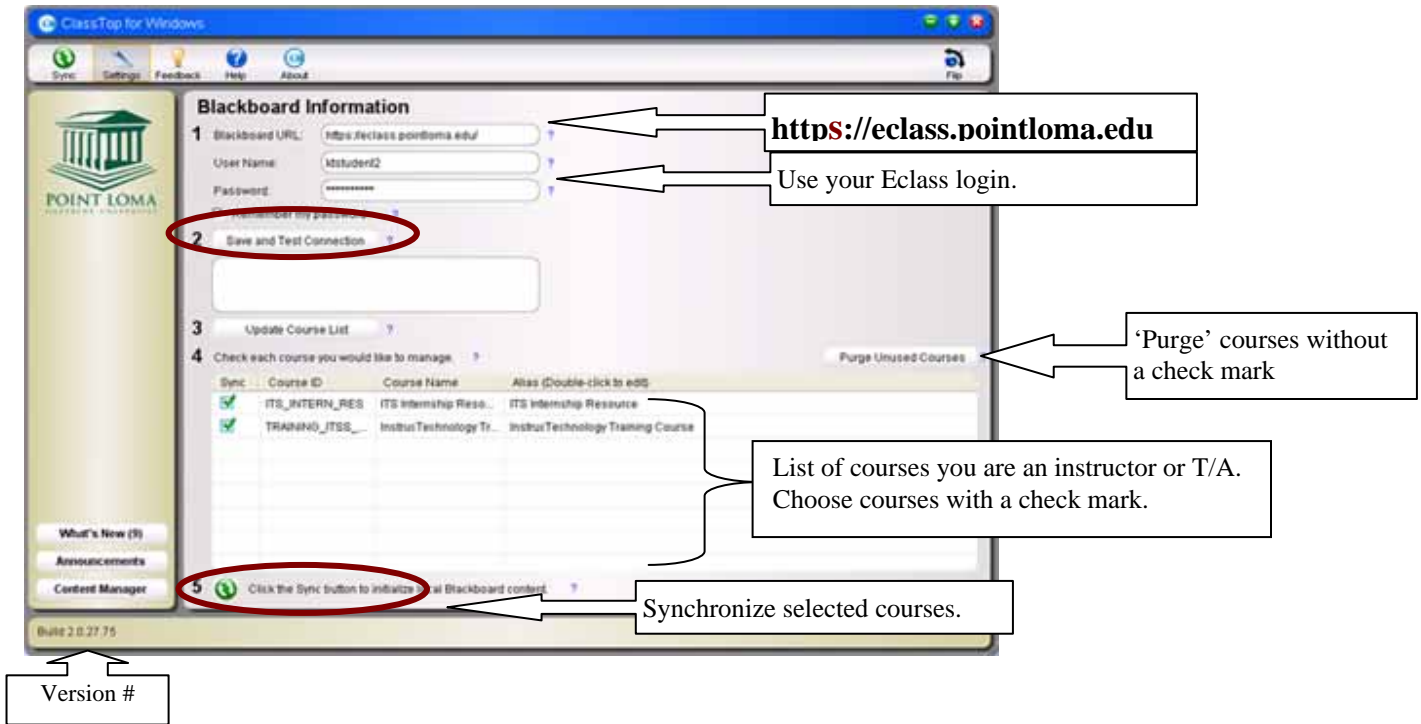 ClassTop for Windows
Sync Settings Feedback Help About Flip
POINT LOMA
Blackboard Information
1 Blackboard URL: https://eclass.pointloma.edu/ ?
https://eclass.pointloma.edu
User Name: ktstudent2 ?
Use your Eclass login.
Password: ************ ?
Remember my password ?
2 Save and Test Connection ?
3 Update Course List ?
4 Check each course you would like to manage. ? Purge Unused Courses
‘Purge’ courses without
a check mark
Sync Course ID Course Name Alias (Double-click to edit)
ITS_INTERN_RES ITS Internship Reso... ITS Internship Resource
TRAINING_ITSS_... InstrusTechnology Tr... InstrusTechnology Training Course
List of courses you are an instructor or T/A.
Choose courses with a check mark.
What's New (9)
Announcements
Content Manager
5 Click the Sync button to initialize local Blackboard content. ?
Synchronize selected courses.
Build 2.0.27.75
Version #